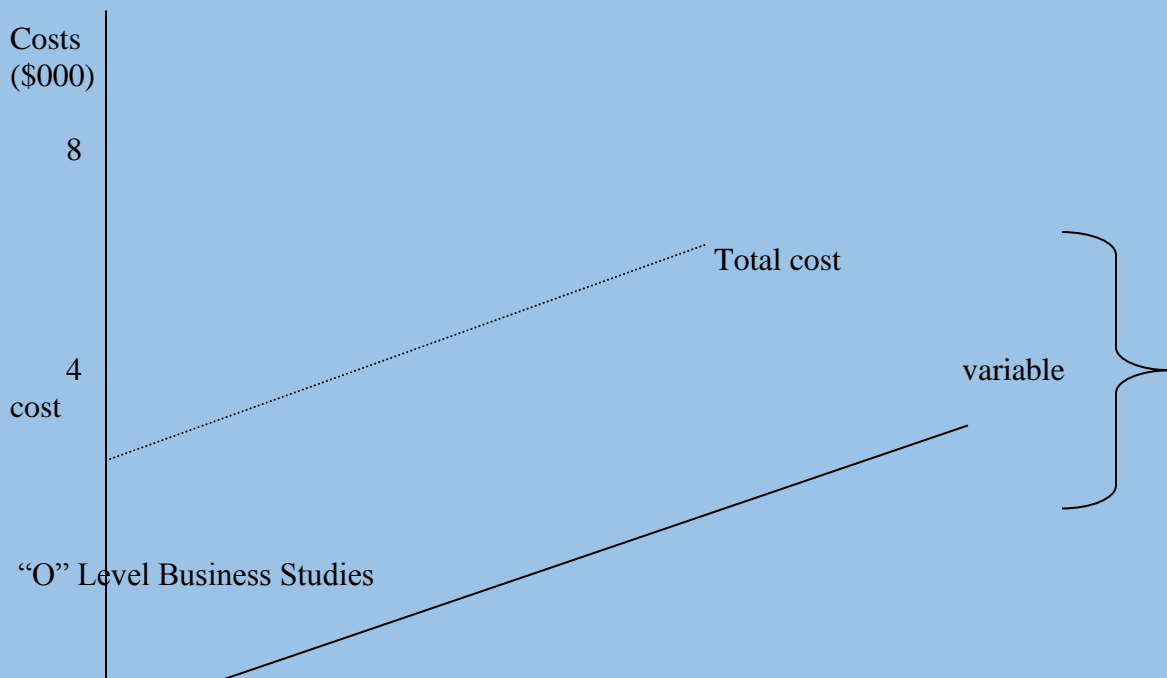 Costs
($000)
8
Total cost
4
variable
cost
“O” Level Business Studies